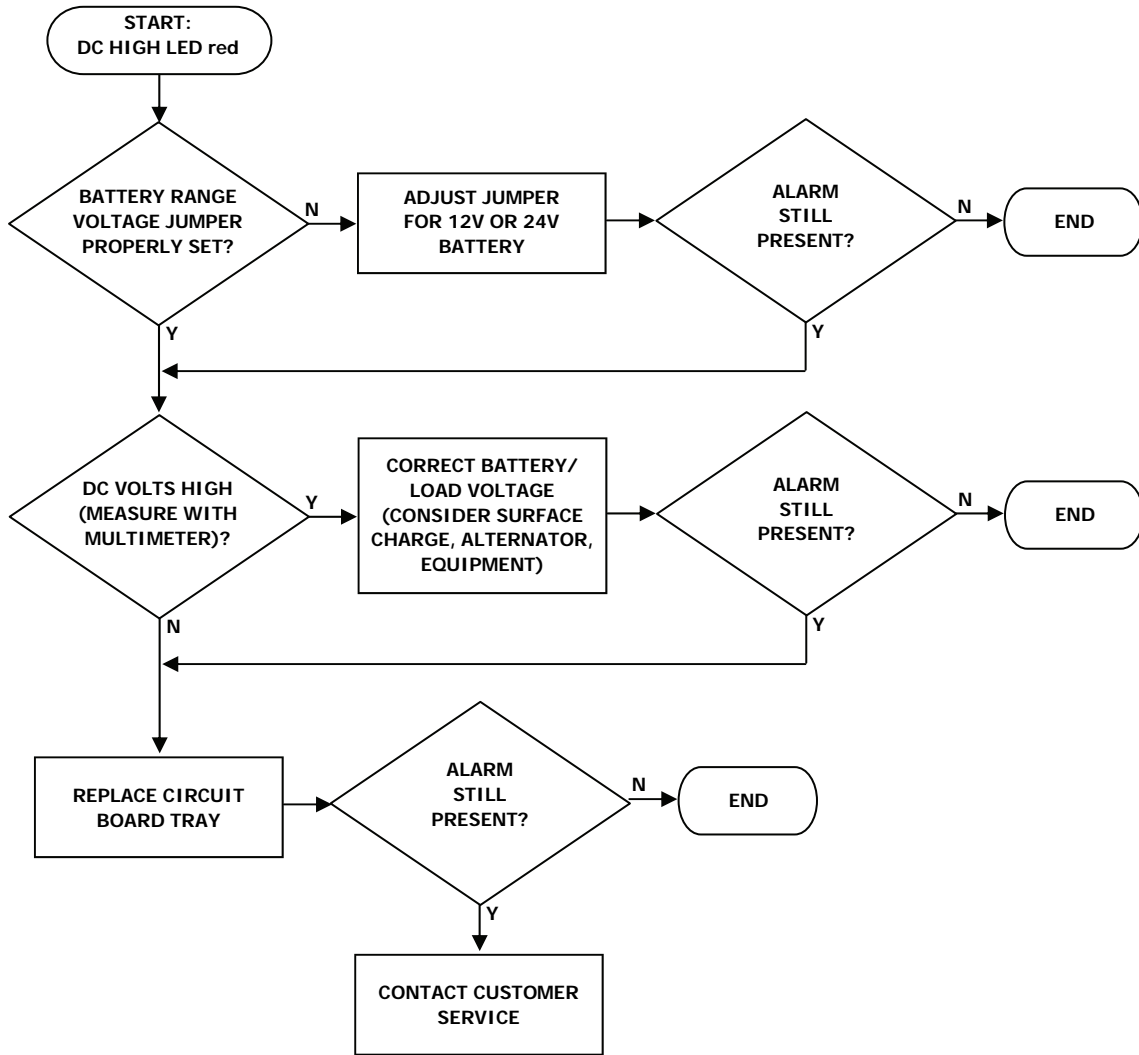 START:
DC HIGH LED red
BATTERY RANGE
VOLTAGE JUMPER
PROPERLY SET?
N
ADJUST JUMPER
FOR 12V OR 24V
BATTERY
ALARM
STILL
PRESENT?
N
END
Y
Y
DC VOLTS HIGH
(MEASURE WITH
MULTIMETER)?
Y
CORRECT BATTERY/
LOAD VOLTAGE
(CONSIDER SURFACE
CHARGE, ALTERNATOR,
EQUIPMENT)
ALARM
STILL
PRESENT?
N
END
N
Y
REPLACE CIRCUIT
BOARD TRAY
ALARM
STILL
PRESENT?
N
END
Y
CONTACT CUSTOMER
SERVICE